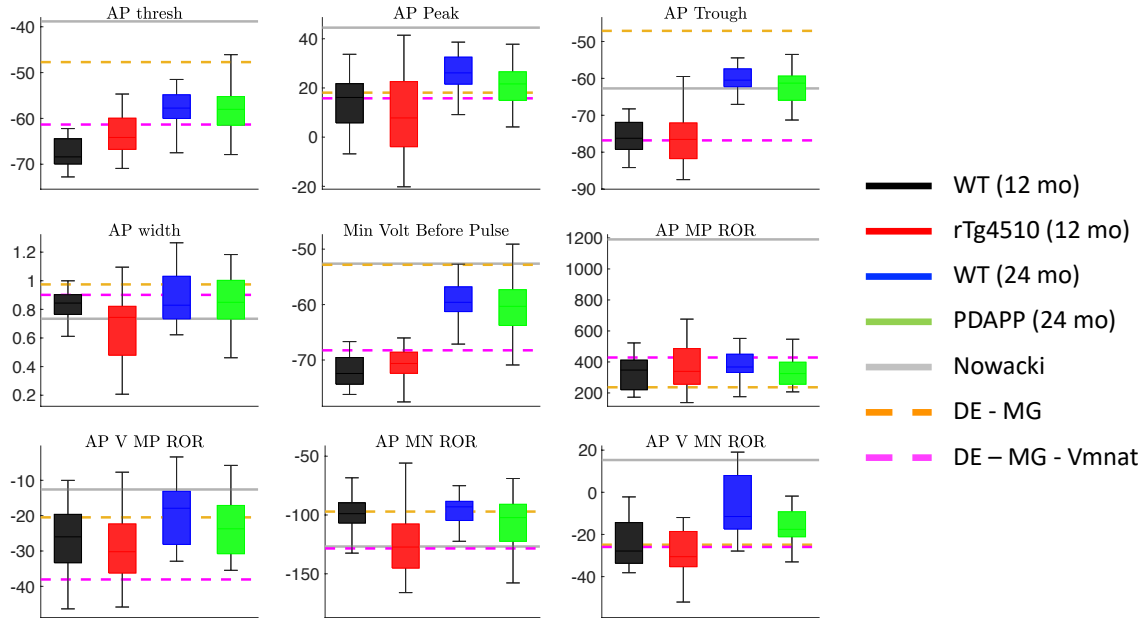 AP thresh
-40
-50
-60
-70
AP Peak
40
20
0
-20
AP Trough
-50
-60
-70
-80
-90
AP width
1.2
1
0.8
0.6
0.4
0.2
Min Volt Before Pulse
-50
-60
-70
AP MP ROR
1200
1000
800
600
400
200
AP V MP ROR
-10
-20
-30
-40
AP MN ROR
-50
-100
-150
AP V MN ROR
20
0
-20
-40
WT (12 mo)
rTg4510 (12 mo)
WT (24 mo)
PDAPP (24 mo)
Nowacki
DE - MG
DE – MG - Vmnat